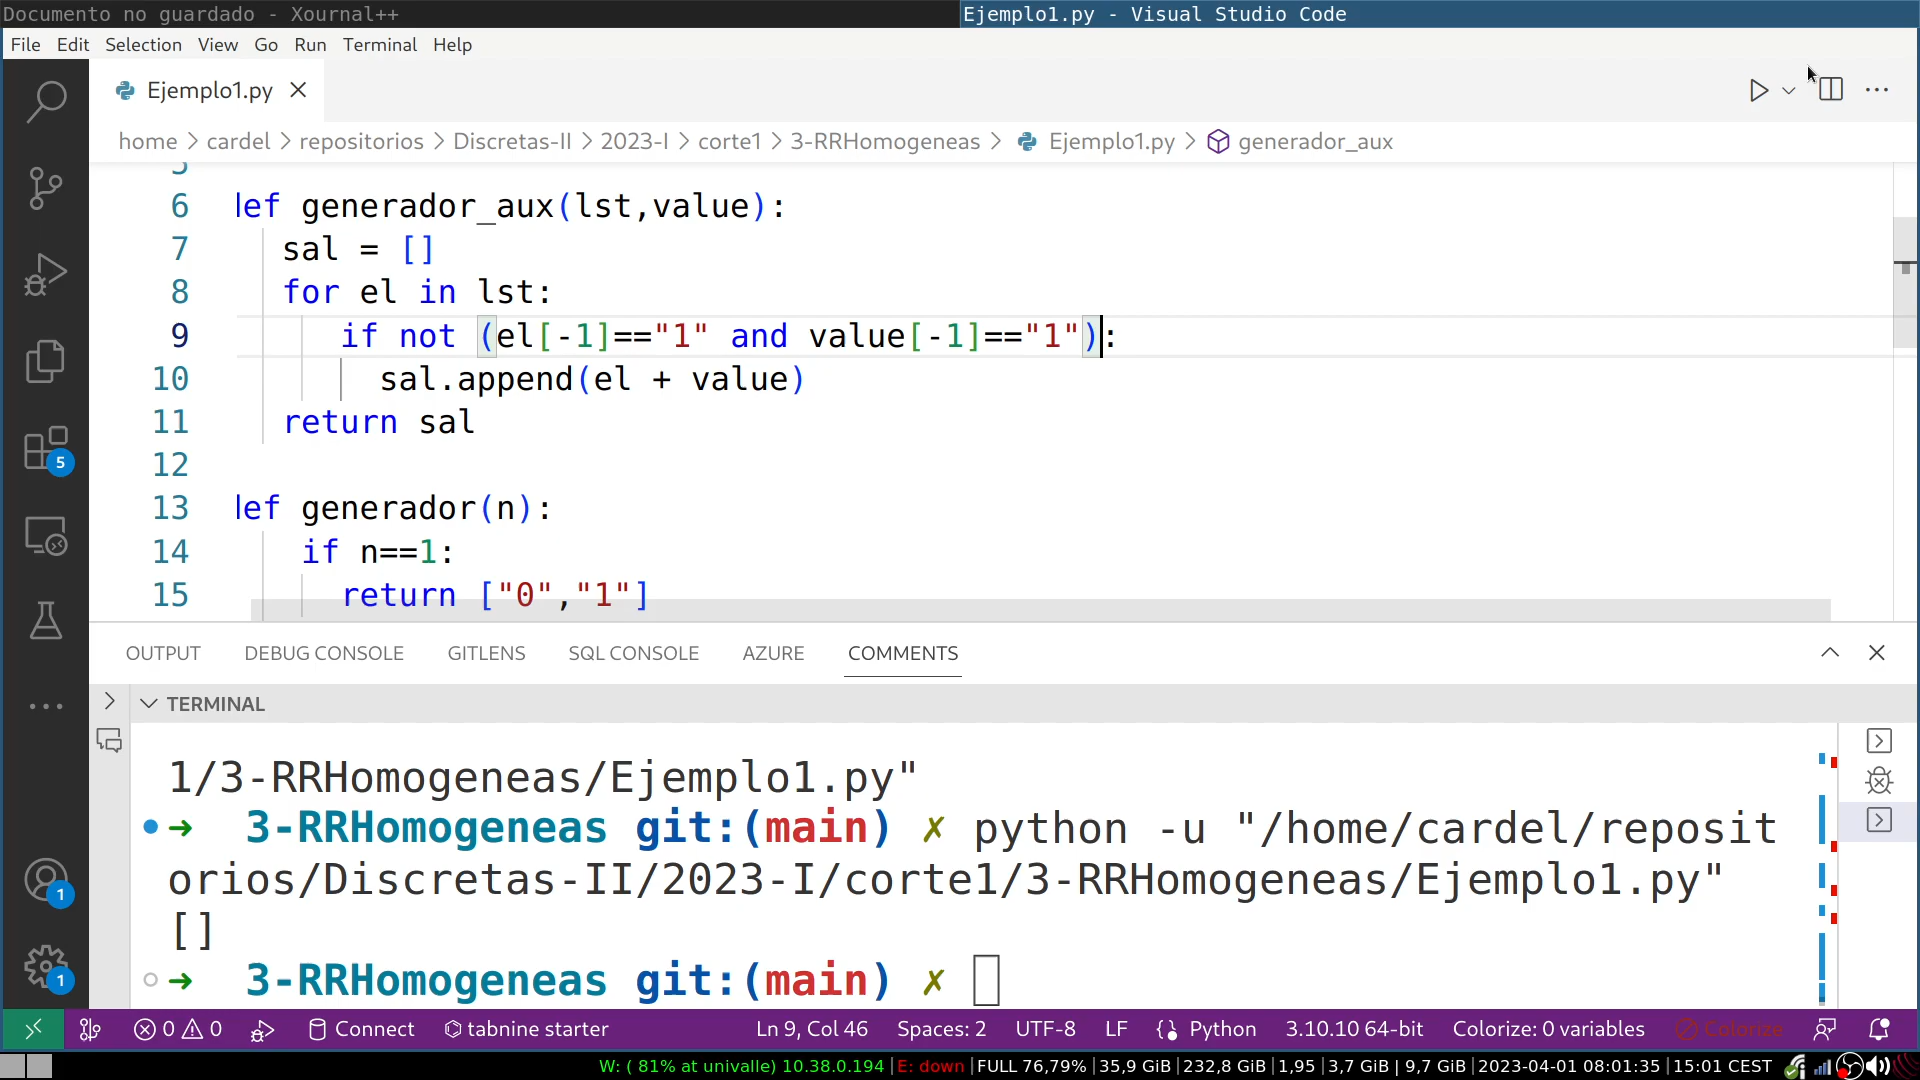 Documento no guardado - Xournal++
Ejemplo1.py - Visual Studio Code
File Edit Selection View Go Run Terminal Help
Ejemplo1.py
home > cardel > repositorios > Discretas-II > 2023-I > corte1 > 3-RRHomogeneas > Ejemplo1.py > generador_aux
5
6 def generador_aux(lst,value):
7 sal = []
8 for el in lst:
9 if not (el[-1]=="1" and value[-1]=="1"):
10 sal.append(el + value)
11 return sal
12
13 def generador(n):
14 if n==1:
15 return ["0","1"]
5
OUTPUT DEBUG CONSOLE GITLENS SQL CONSOLE AZURE COMMENTS
TERMINAL
1/3-RRHomogeneas/Ejemplo1.py"
➜ 3-RRHomogeneas git:(main) ✗ python -u "/home/cardel/reposit
orios/Discretas-II/2023-I/corte1/3-RRHomogeneas/Ejemplo1.py"
[]
➜ 3-RRHomogeneas git:(main) ✗
1
1
0 0 Connect tabnine starter Ln 9, Col 46 Spaces: 2 UTF-8 LF {} Python 3.10.10 64-bit Colorize: 0 variables Colorize
W: ( 81% at univalle) 10.38.0.194 |E: down |FULL 76,79% |35,9 GiB |232,8 GiB |1,95 |3,7 GiB | 9,7 GiB |2023-04-01 08:01:35 |15:01 CEST